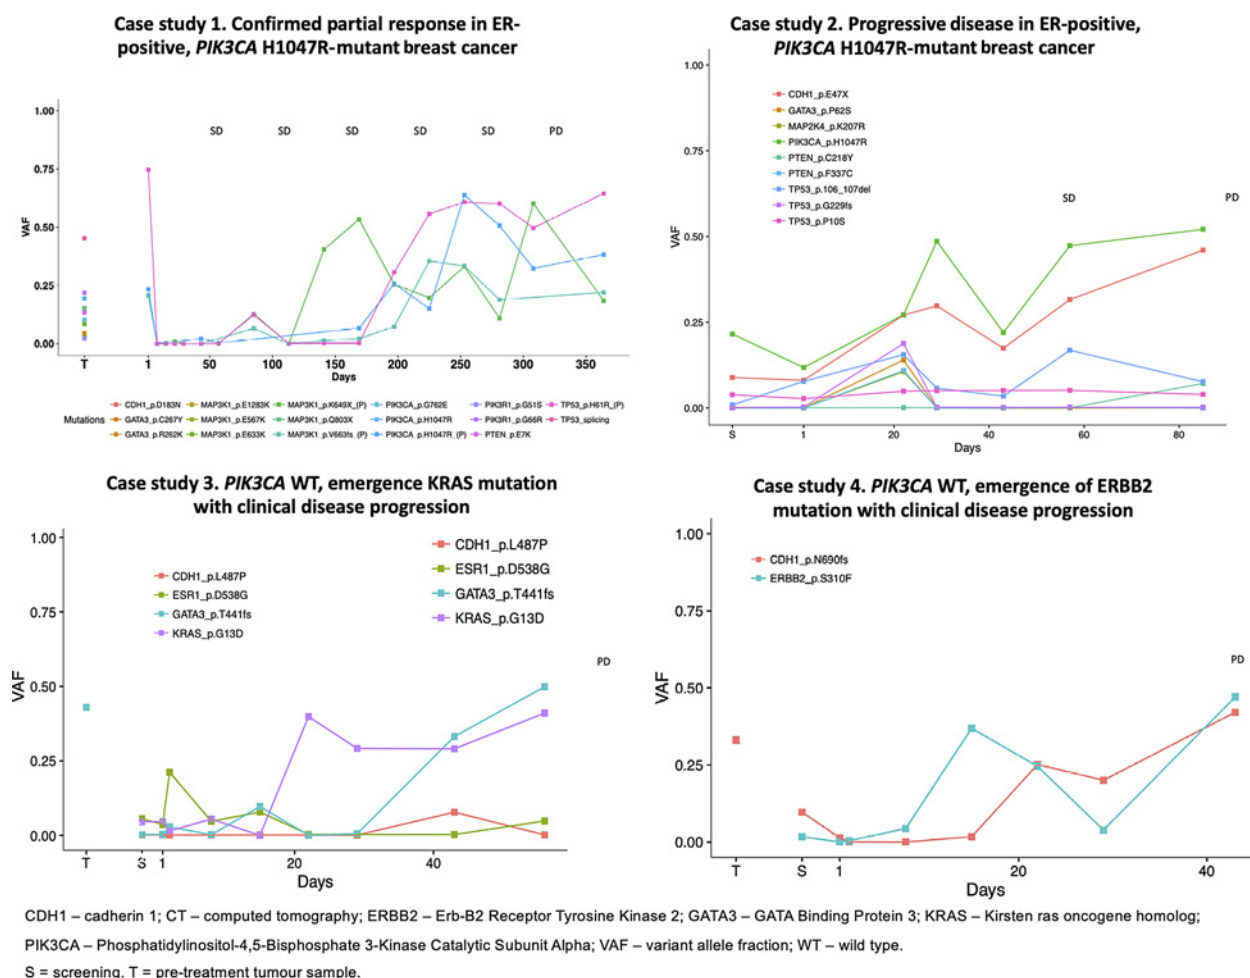 Case study 1. Confirmed partial response in ER-
positive, PIK3CA H1047R-mutant breast cancer
1.00
SD SD SD SD SD PD
0.75
VAF
0.50
0.25
0.00
T 1 50 100 150 200 250 300 350
Days
Mutations
CDH1_p.D183N MAP3K1_p.E1283K MAP3K1_p.K649X_(P) PIK3CA_p.G762E PIK3R1_p.G51S TP53_p.H61R_(P)
GATA3_p.C267Y MAP3K1_p.E567K MAP3K1_p.Q803X PIK3CA_p.H1047R PIK3R1_p.G66R TP53_splicing
GATA3_p.R262K MAP3K1_p.E633K MAP3K1_p.V663fs_(P) PIK3CA_p.H1047R_(P) PTEN_p.E7K
Case study 2. Progressive disease in ER-positive,
PIK3CA H1047R-mutant breast cancer
1.00
CDH1_p.E47X
GATA3_p.P62S
MAP2K4_p.K207R
PIK3CA_p.H1047R
PTEN_p.C218Y
PTEN_p.F337C
TP53_p.106_107del
TP53_p.G229fs
TP53_p.P10S
0.75
SD PD
VAF
0.50
0.25
0.00
S 1 20 40 60 80
Days
Case study 3. PIK3CA WT, emergence KRAS mutation
with clinical disease progression
1.00
CDH1_p.L487P
ESR1_p.D538G
GATA3_p.T441fs
KRAS_p.G13D
CDH1_p.L487P
ESR1_p.D538G
GATA3_p.T441fs
KRAS_p.G13D
0.75
PD
VAF
0.50
0.25
0.00
T S 1 20 40
Days
Case study 4. PIK3CA WT, emergence of ERBB2
mutation with clinical disease progression
1.00
CDH1_p.N690fs
ERBB2_p.S310F
0.75
PD
VAF
0.50
0.25
0.00
T S 1 20 40
Days
CDH1 – cadherin 1; CT – computed tomography; ERBB2 – Erb-B2 Receptor Tyrosine Kinase 2; GATA3 – GATA Binding Protein 3; KRAS – Kirsten ras oncogene homolog;
PIK3CA – Phosphatidylinositol-4,5-Bisphosphate 3-Kinase Catalytic Subunit Alpha; VAF – variant allele fraction; WT – wild type.
S = screening. T = pre-treatment tumour sample.